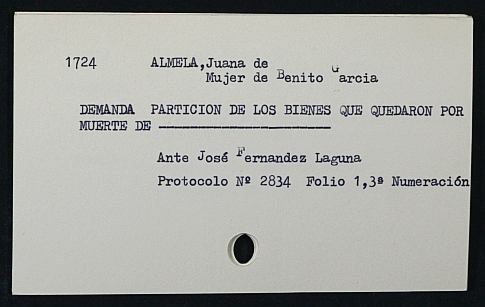 1724 ALMELA,Juana de
Mujer de Benito Garcia
DEMANDA PARTICION DE LOS BIENES QUE QUEDARON POR
MUERTE DE ----------------------
Ante José Fernandez Laguna
Protocolo Nº 2834 Folio 1,3ª Numeración